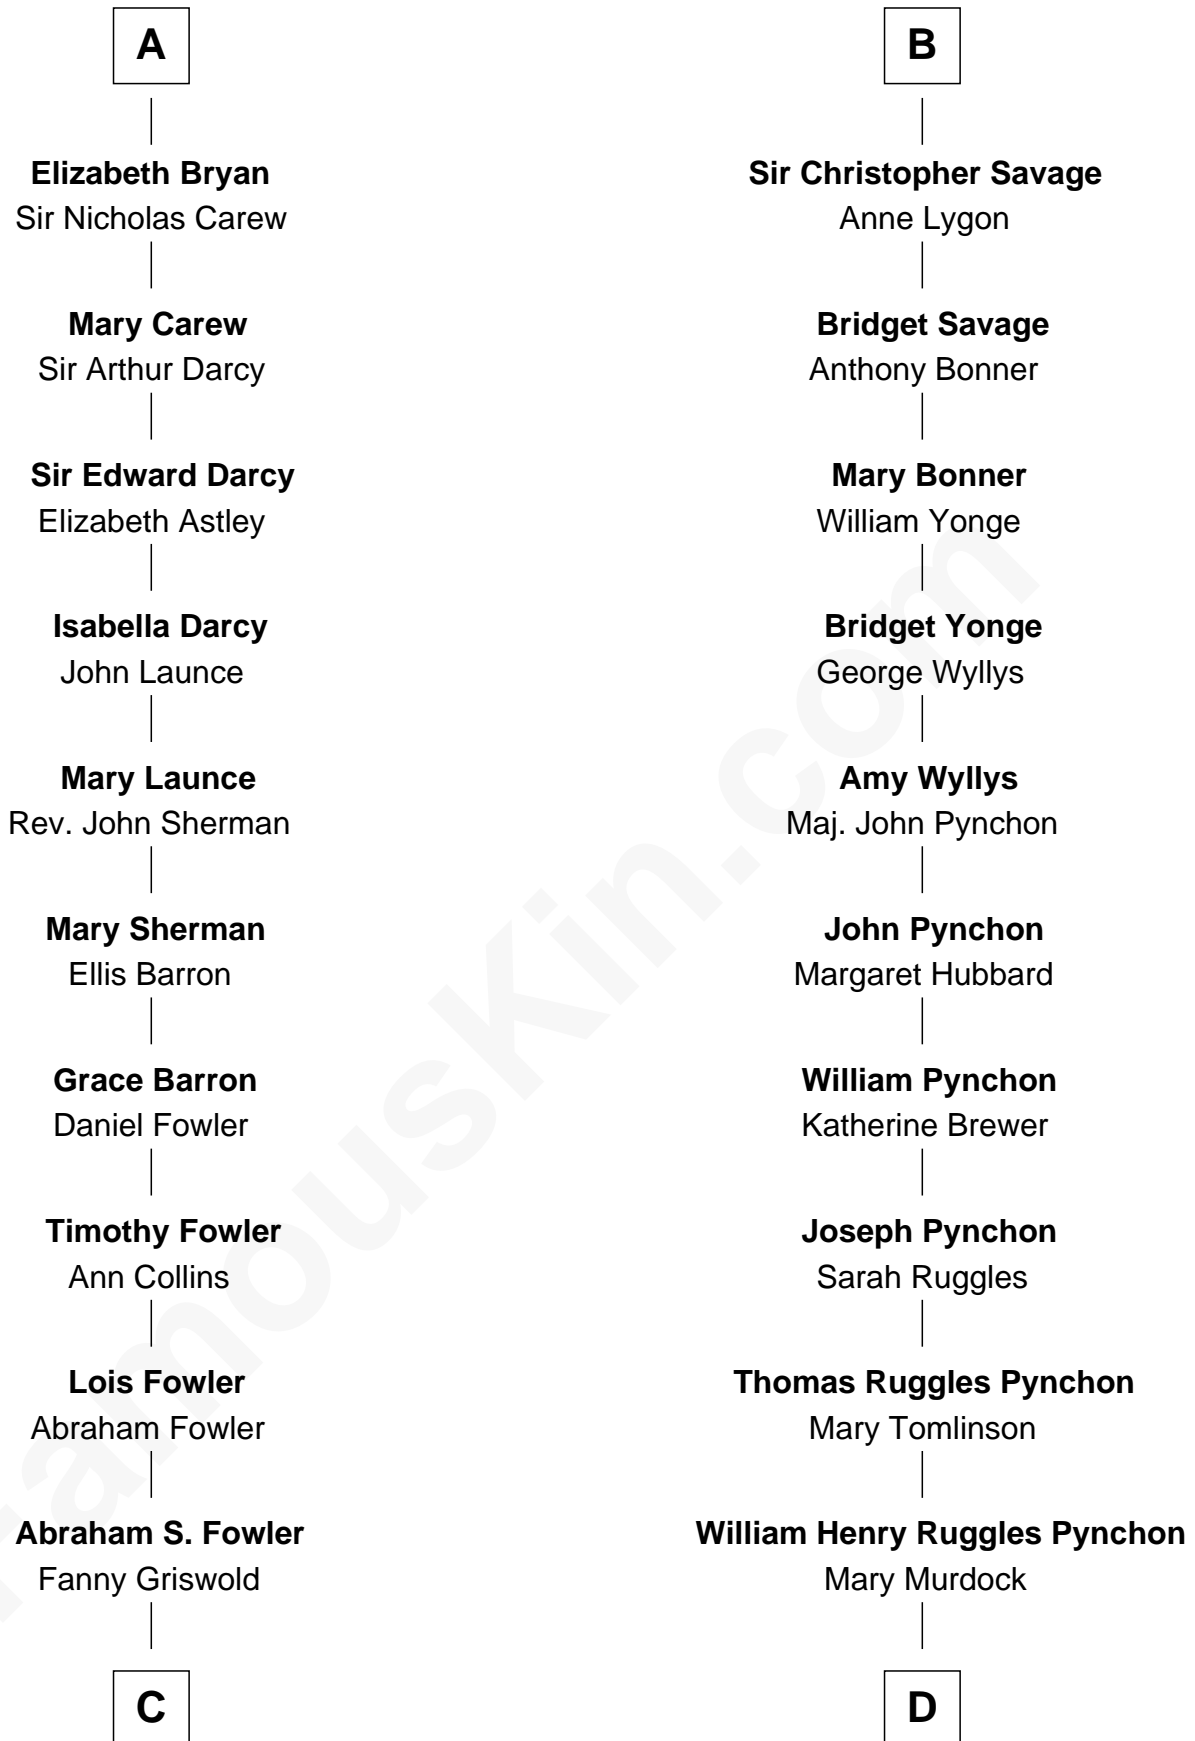 A
Elizabeth Bryan
Sir Nicholas Carew
Mary Carew
Sir Arthur Darcy
Sir Edward Darcy
Elizabeth Astley
Isabella Darcy
John Launce
Mary Launce
Rev. John Sherman
Mary Sherman
Ellis Barron
Grace Barron
Daniel Fowler
Timothy Fowler
Ann Collins
Lois Fowler
Abraham Fowler
Abraham S. Fowler
Fanny Griswold
C
B
Sir Christopher Savage
Anne Lygon
Bridget Savage
Anthony Bonner
Mary Bonner
William Yonge
Bridget Yonge
George Wyllys
Amy Wyllys
Maj. John Pynchon
John Pynchon
Margaret Hubbard
William Pynchon
Katherine Brewer
Joseph Pynchon
Sarah Ruggles
Thomas Ruggles Pynchon
Mary Tomlinson
William Henry Ruggles Pynchon
Mary Murdock
D
FamousKin.com